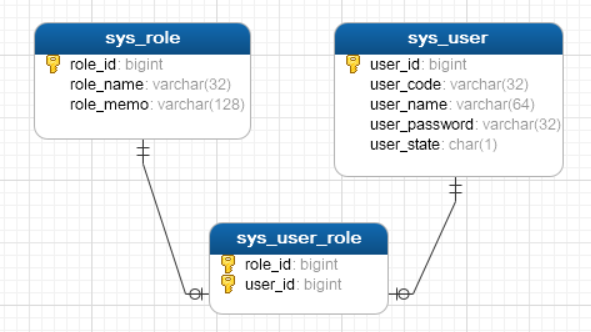 sys_role
role_id: bigint
role_name: varchar(32)
role_memo: varchar(128)
sys_user
user_id: bigint
user_code: varchar(32)
user_name: varchar(64)
user_password: varchar(32)
user_state: char(1)
sys_user_role
role_id: bigint
user_id: bigint